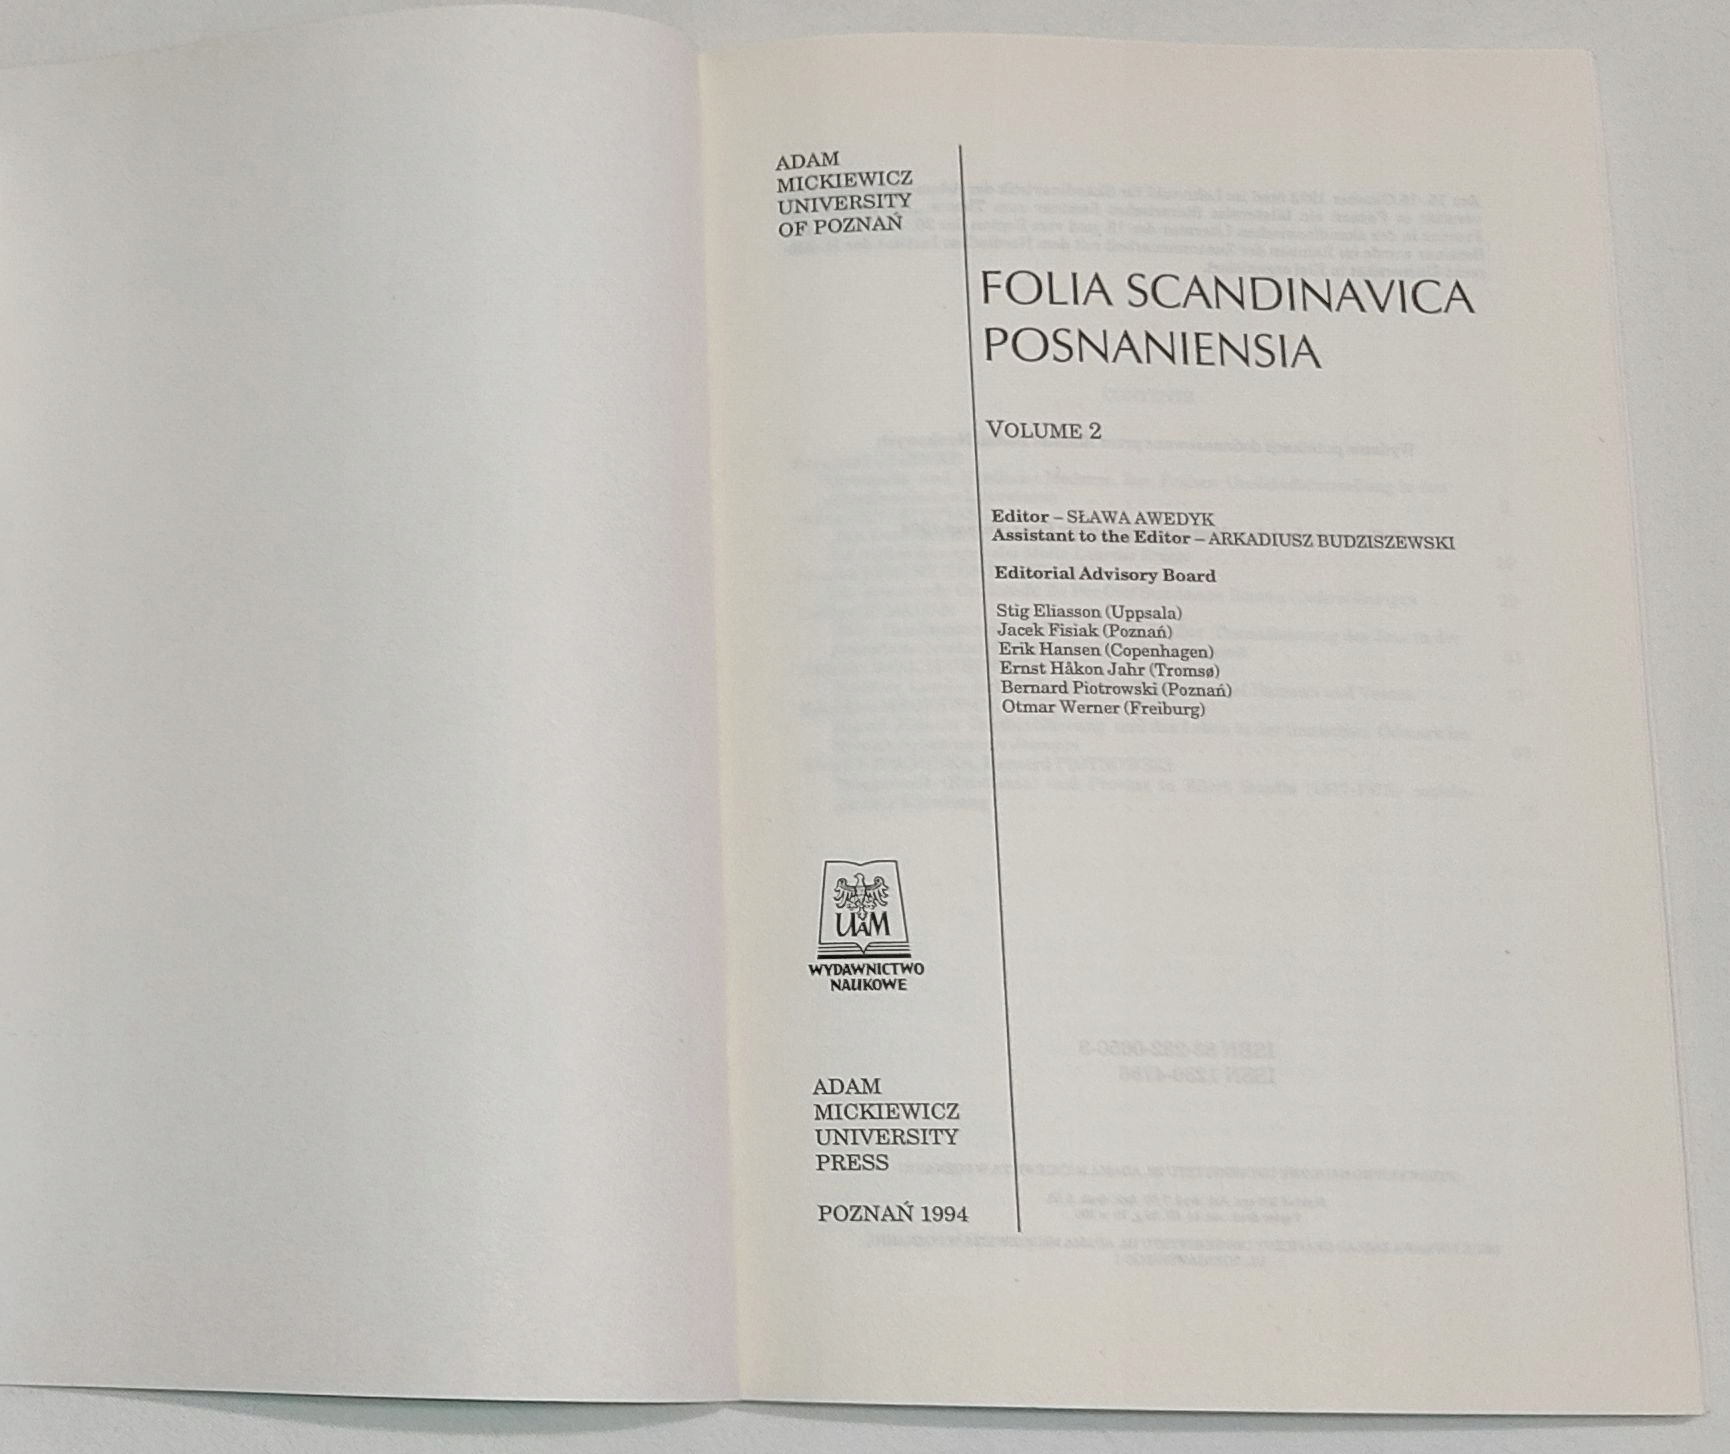 ADAM
MICKIEWICZ
UNIVERSITY
OF POZNAŃ
FOLIA SCANDINAVICA
POSNANIENSIA
VOLUME 2
Editor – SŁAWA AWEDYK
Assistant to the Editor – ARKADIUSZ BUDZISZEWSKI
Editorial Advisory Board
Stig Eliasson (Uppsala)
Jacek Fisiak (Poznań)
Erik Hansen (Copenhagen)
Ernst Håkon Jahr (Tromsø)
Bernard Piotrowski (Poznań)
Otmar Werner (Freiburg)
UAM
WYDAWNICTWO
NAUKOWE
ADAM
MICKIEWICZ
UNIVERSITY
PRESS
POZNAŃ 1994